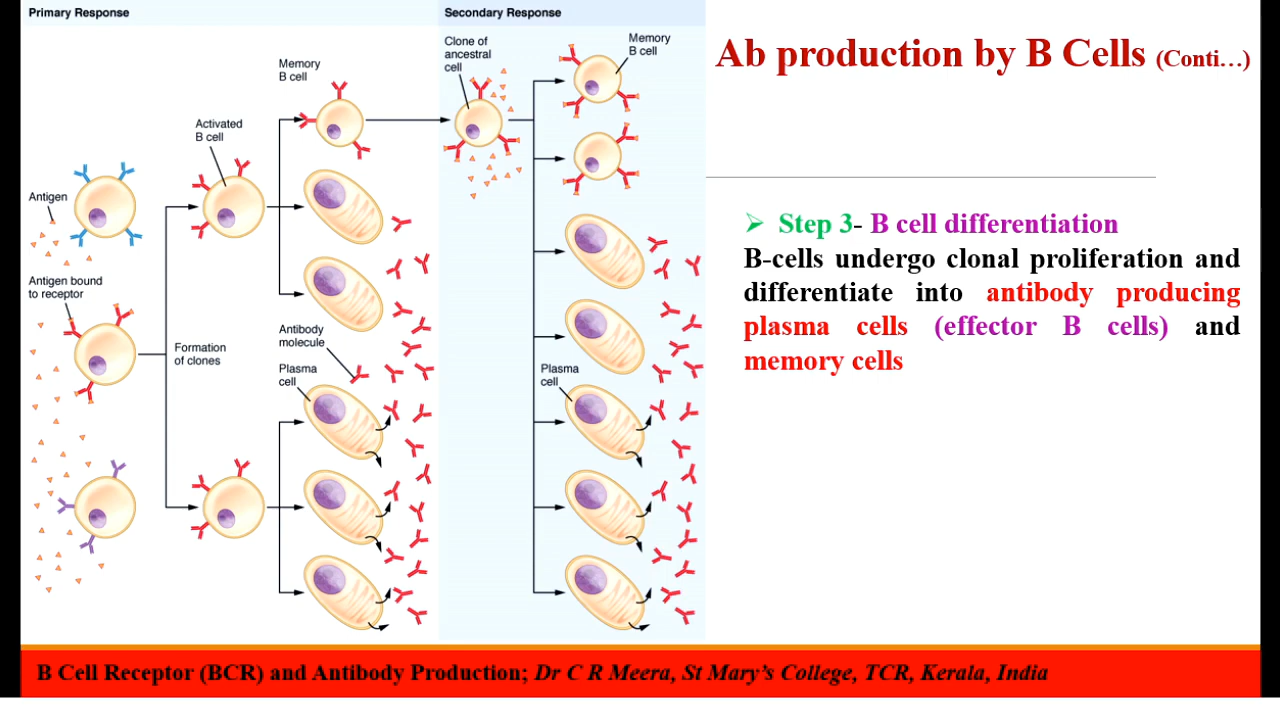 Primary Response
Secondary Response
Ab production by B Cells (Conti…)
Memory
B cell
Activated
B cell
Antigen
Antigen bound
to receptor
Formation
of clones
Antibody
molecule
Plasma
cell
Clone of
ancestral
cell
Memory
B cell
Plasma
cell
➢ Step 3- B cell differentiation
B-cells undergo clonal proliferation and
differentiate into antibody producing
plasma cells (effector B cells) and
memory cells
B Cell Receptor (BCR) and Antibody Production; Dr C R Meera, St Mary's College, TCR, Kerala, India